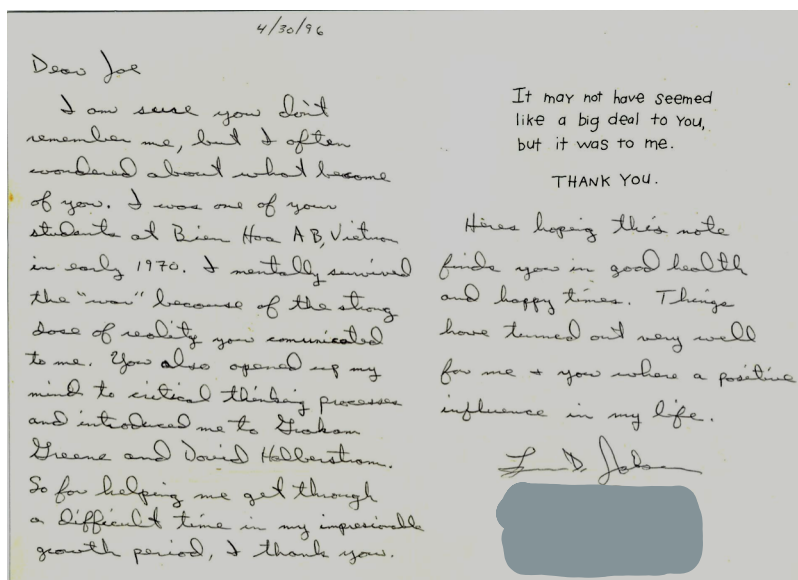 4/30/96
Dear Joe
I am sure you don't
remember me, but I often
wondered about what become
of you. I was one of your
students at Bien Hoa AB, Vietnam
in early 1970. I mentally survived
the "war" because of the strong
dose of reality you comunicated
to me. You also opened up my
mind to critical thinking processes
and introduced me to Graham
Greene and David Halberstram.
So for helping me get through
a difficult time in my impresionable
growth period, I thank you.
It may not have seemed
like a big deal to you,
but it was to me.
THANK YOU.
Heres hoping this note
finds you in good health
and happy times. Things
have turned out very well
for me + you where a positive
influence in my life.
D.